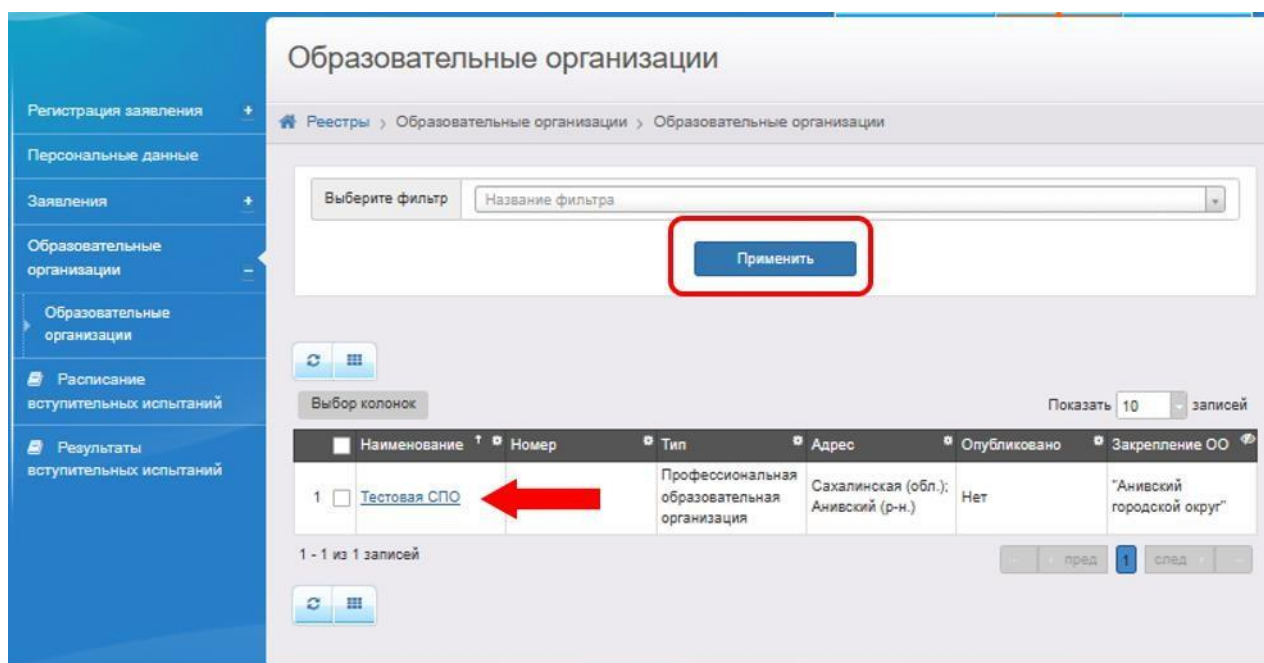 Образовательные организации
Регистрация заявления +
Реестры > Образовательные организации > Образовательные организации
Персональные данные
Заявления +
Выберите фильтр Название фильтра
Образовательные
организации –
Применить
Образовательные
организации
Расписание
вступительных испытаний
Выбор колонок
Показать 10 записей
Результаты
вступительных испытаний
Наименование ↑ Номер Тип Адрес Опубликовано Закрепление ОО
1 Тестовая СПО
Профессиональная
образовательная
организация
Сахалинская (обл.);
Анивский (р-н.)
Нет
"Анивский
городской округ"
1 - 1 из 1 записей
пред 1 след